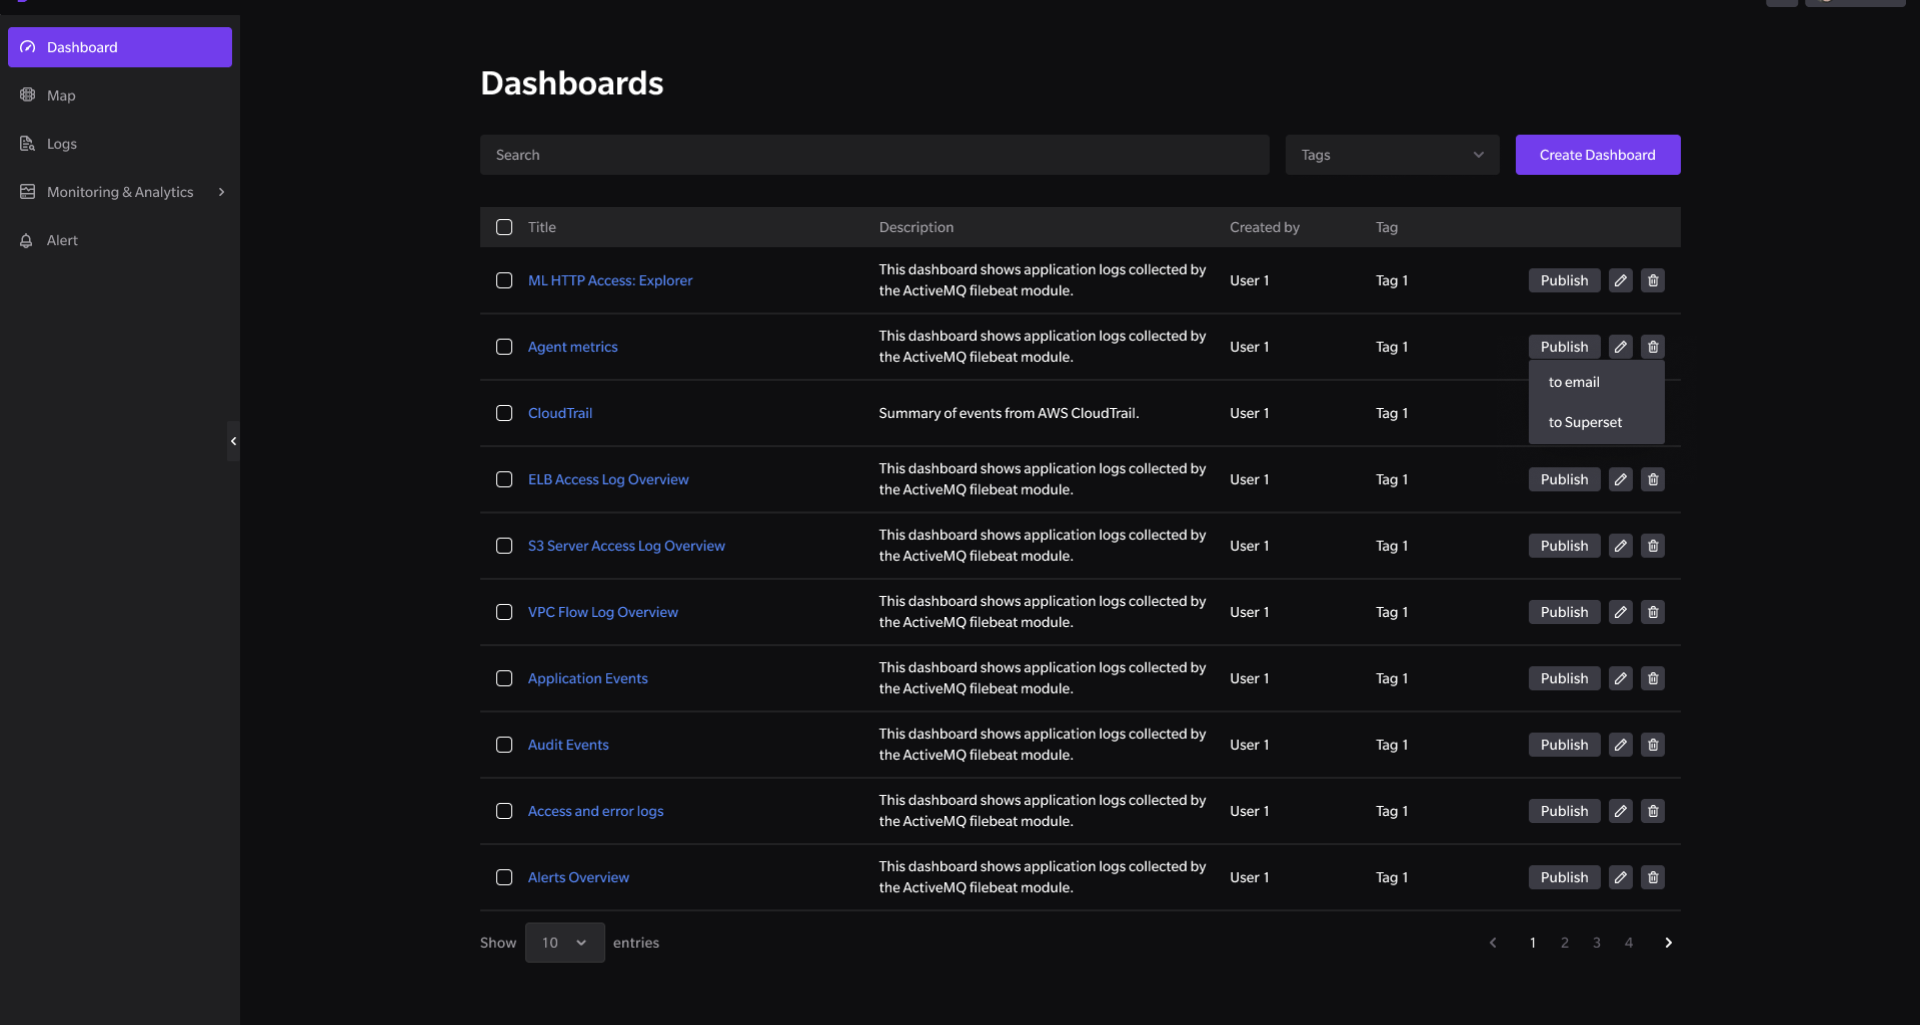 Dashboard
Map
Logs
Monitoring & Analytics
Alert
Dashboards
Search
Tags
Create Dashboard
Title Description Created by Tag
ML HTTP Access: Explorer
This dashboard shows application logs collected by
the ActiveMQ filebeat module.
User 1
Tag 1
Publish
Agent metrics
This dashboard shows application logs collected by
the ActiveMQ filebeat module.
User 1
Tag 1
Publish
to email
to Superset
CloudTrail
Summary of events from AWS CloudTrail.
User 1
Tag 1
ELB Access Log Overview
This dashboard shows application logs collected by
the ActiveMQ filebeat module.
User 1
Tag 1
Publish
S3 Server Access Log Overview
This dashboard shows application logs collected by
the ActiveMQ filebeat module.
User 1
Tag 1
Publish
VPC Flow Log Overview
This dashboard shows application logs collected by
the ActiveMQ filebeat module.
User 1
Tag 1
Publish
Application Events
This dashboard shows application logs collected by
the ActiveMQ filebeat module.
User 1
Tag 1
Publish
Audit Events
This dashboard shows application logs collected by
the ActiveMQ filebeat module.
User 1
Tag 1
Publish
Access and error logs
This dashboard shows application logs collected by
the ActiveMQ filebeat module.
User 1
Tag 1
Publish
Alerts Overview
This dashboard shows application logs collected by
the ActiveMQ filebeat module.
User 1
Tag 1
Publish
Show 10 entries
1 2 3 4